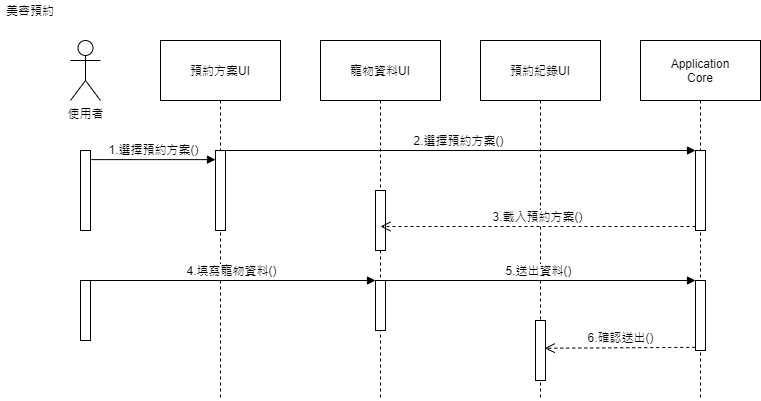 美容預約
預約方案UI
寵物資料UI
預約紀錄UI
Application
Core
使用者
1.選擇預約方案()
2.選擇預約方案()
3.載入預約方案()
4.填寫寵物資料()
5.送出資料()
6.確認送出()